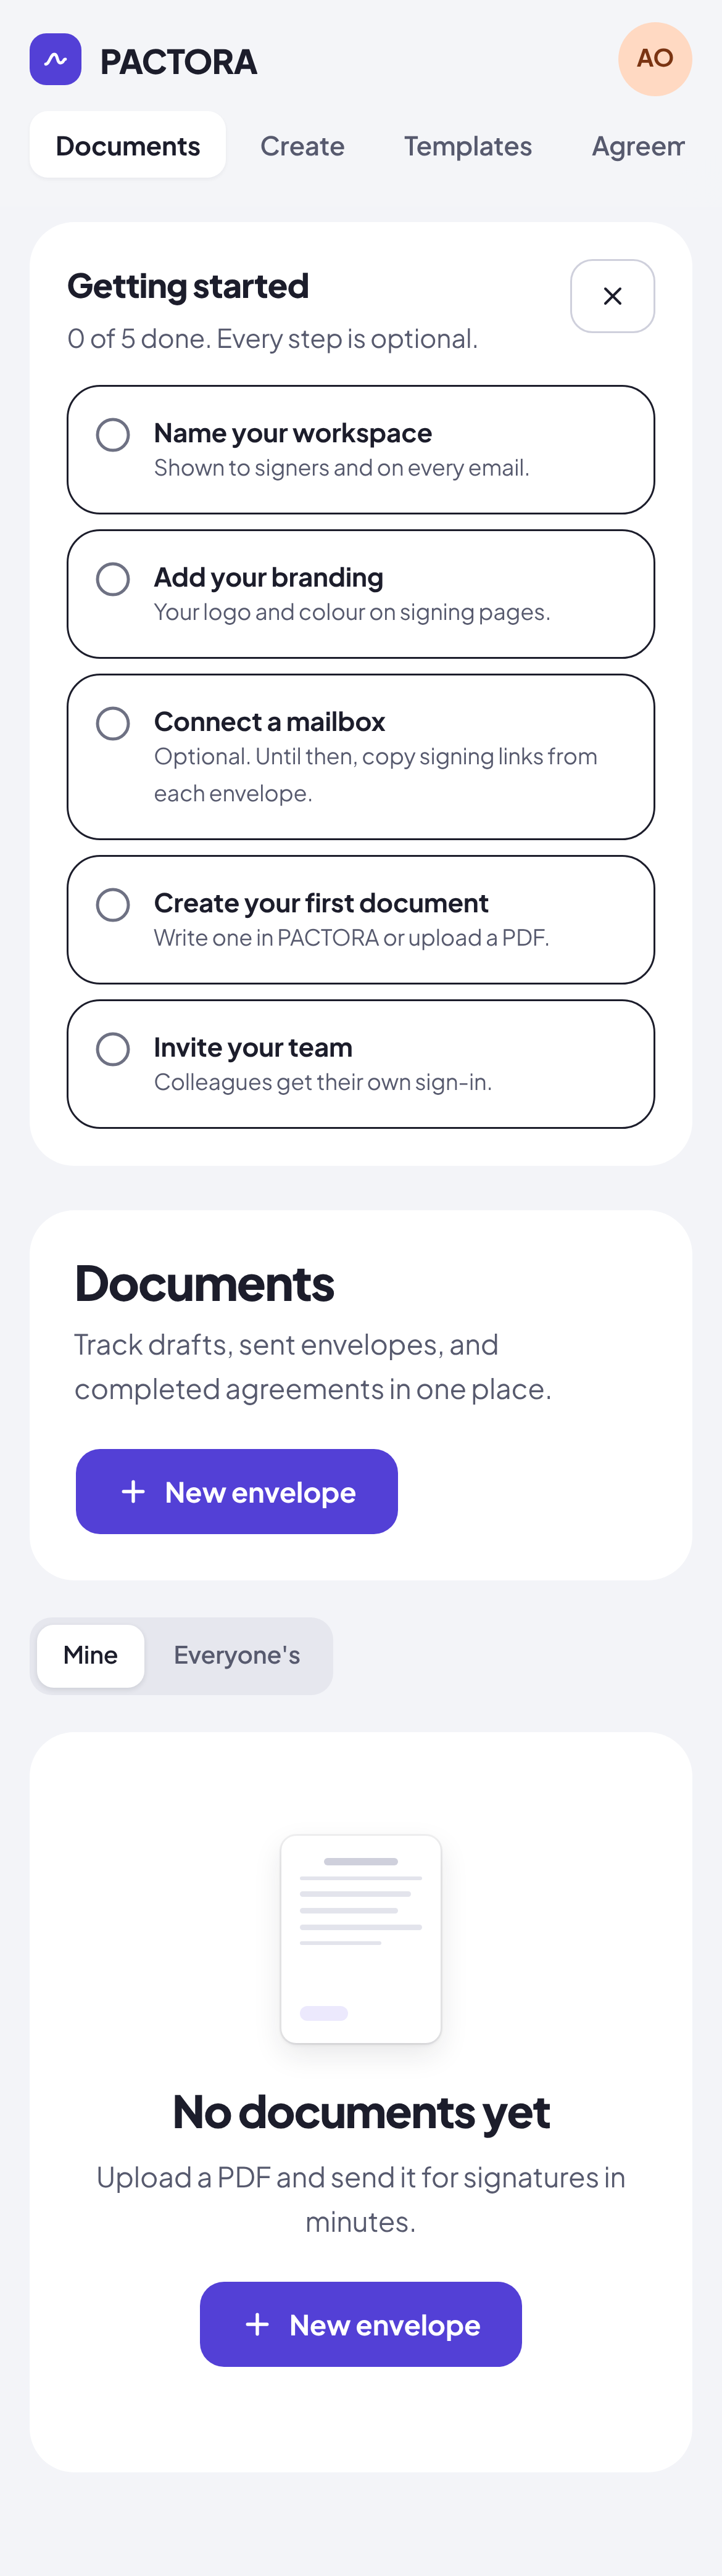 PACTORA
AO
Documents Create Templates Agreem
Getting started
0 of 5 done. Every step is optional.
Name your workspace
Shown to signers and on every email.
Add your branding
Your logo and colour on signing pages.
Connect a mailbox
Optional. Until then, copy signing links from
each envelope.
Create your first document
Write one in PACTORA or upload a PDF.
Invite your team
Colleagues get their own sign-in.
Documents
Track drafts, sent envelopes, and
completed agreements in one place.
New envelope
Mine Everyone's
No documents yet
Upload a PDF and send it for signatures in
minutes.
New envelope